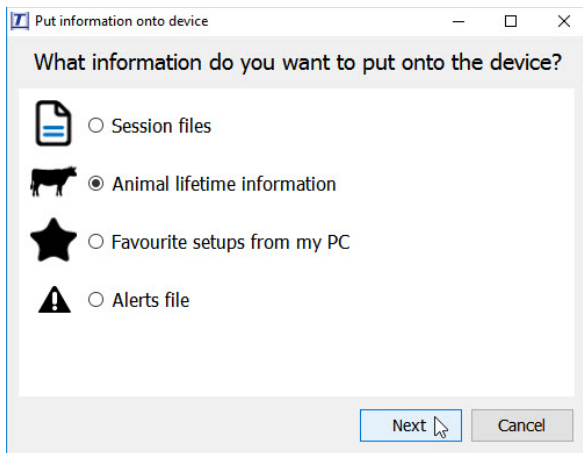 T Put information onto device
What information do you want to put onto the device?
Session files
Animal lifetime information
Favourite setups from my PC
Alerts file
Next Cancel